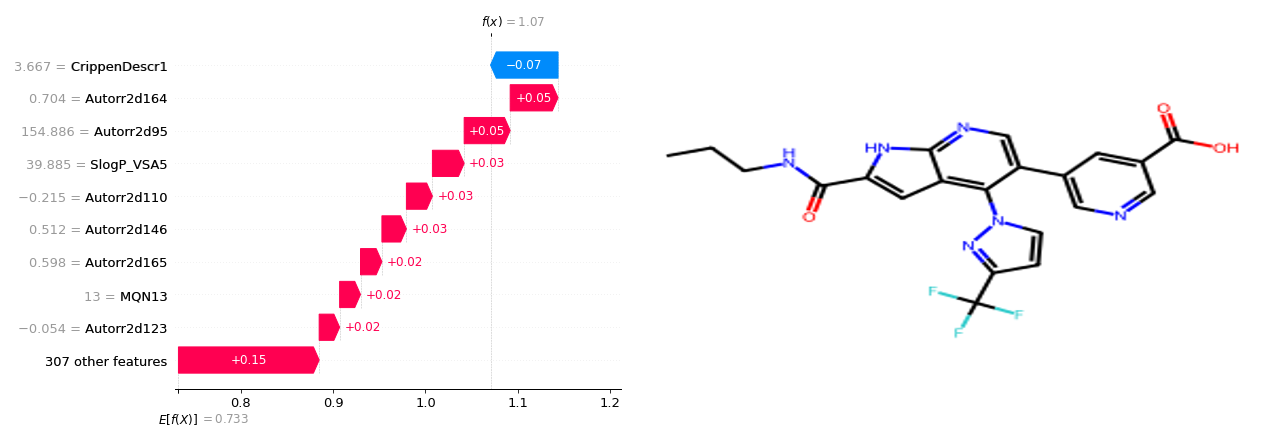 f(x) = 1.07
3.667 = CrippenDescr1
−0.07
0.704 = Autorr2d164
+0.05
154.886 = Autorr2d95
+0.05
39.885 = SlogP_VSA5
+0.03
−0.215 = Autorr2d110
+0.03
0.512 = Autorr2d146
+0.03
0.598 = Autorr2d165
+0.02
13 = MQN13
+0.02
−0.054 = Autorr2d123
+0.02
307 other features
+0.15
0.8 0.9 1.0 1.1 1.2
E[f(X)] = 0.733
O
OH
N
HN
H
N
O
N
N
N
F
F
F